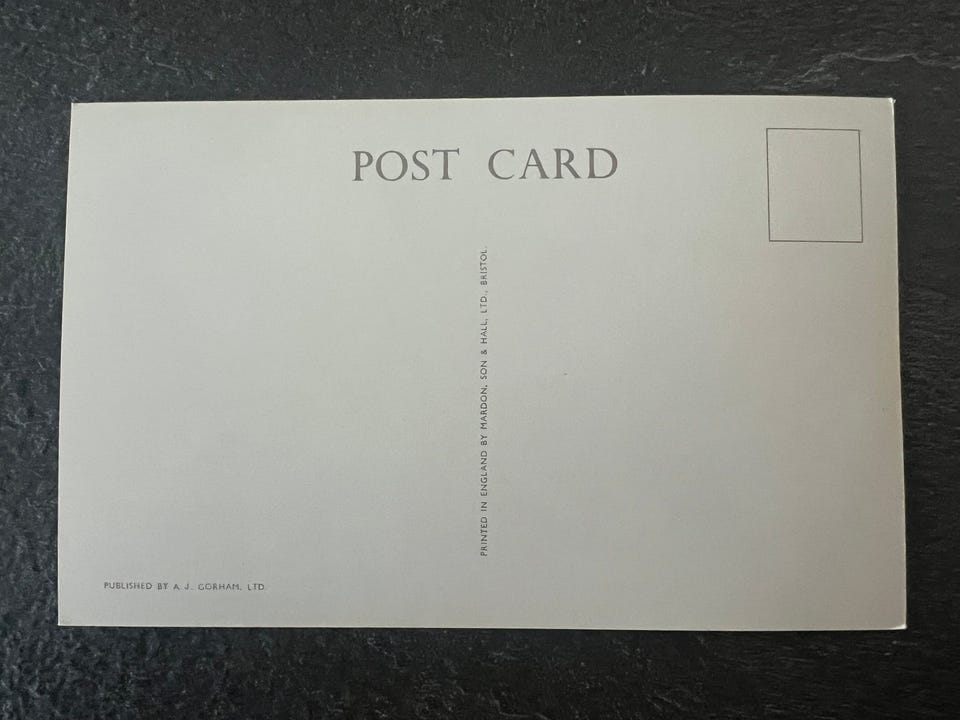 POST CARD
PRINTED IN ENGLAND BY MARDON, SON & HALL, LTD., BRISTOL.
PUBLISHED BY A. J. GORHAM, LTD.